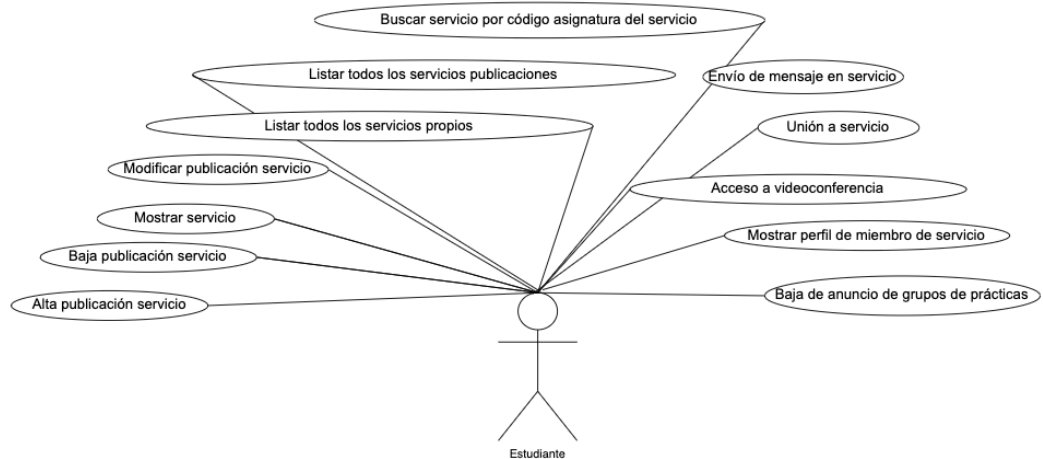 Buscar servicio por código asignatura del servicio
Listar todos los servicios publicaciones
Envío de mensaje en servicio
Listar todos los servicios propios
Unión a servicio
Modificar publicación servicio
Acceso a videoconferencia
Mostrar servicio
Mostrar perfil de miembro de servicio
Baja publicación servicio
Alta publicación servicio
Baja de anuncio de grupos de prácticas
Estudiante